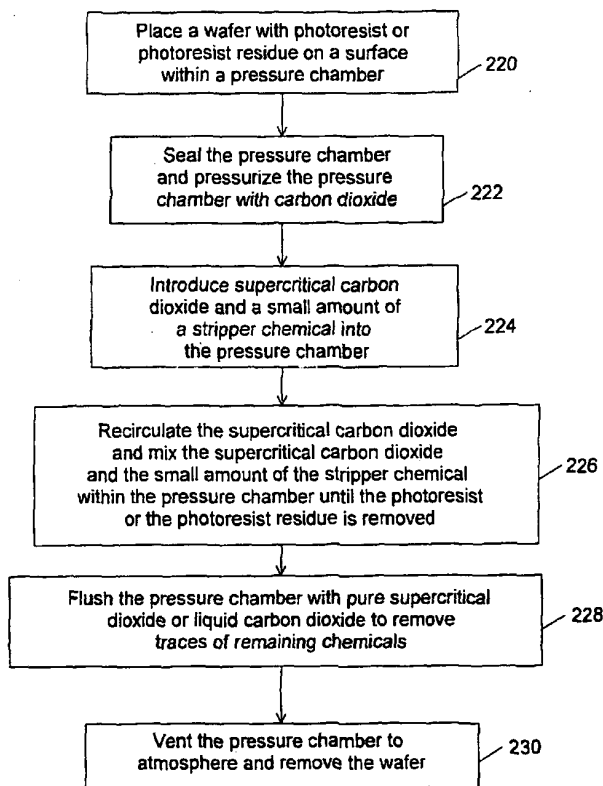 Place a wafer with photoresist or
photoresist residue on a surface
within a pressure chamber
220
Seal the pressure chamber
and pressurize the pressure
chamber with carbon dioxide
222
Introduce supercritical carbon
dioxide and a small amount of
a stripper chemical into
the pressure chamber
224
Recirculate the supercritical carbon dioxide
and mix the supercritical carbon dioxide
and the small amount of the stripper chemical
within the pressure chamber until the photoresist
or the photoresist residue is removed
226
Flush the pressure chamber with pure supercritical
dioxide or liquid carbon dioxide to remove
traces of remaining chemicals
228
Vent the pressure chamber to
atmosphere and remove the wafer
230